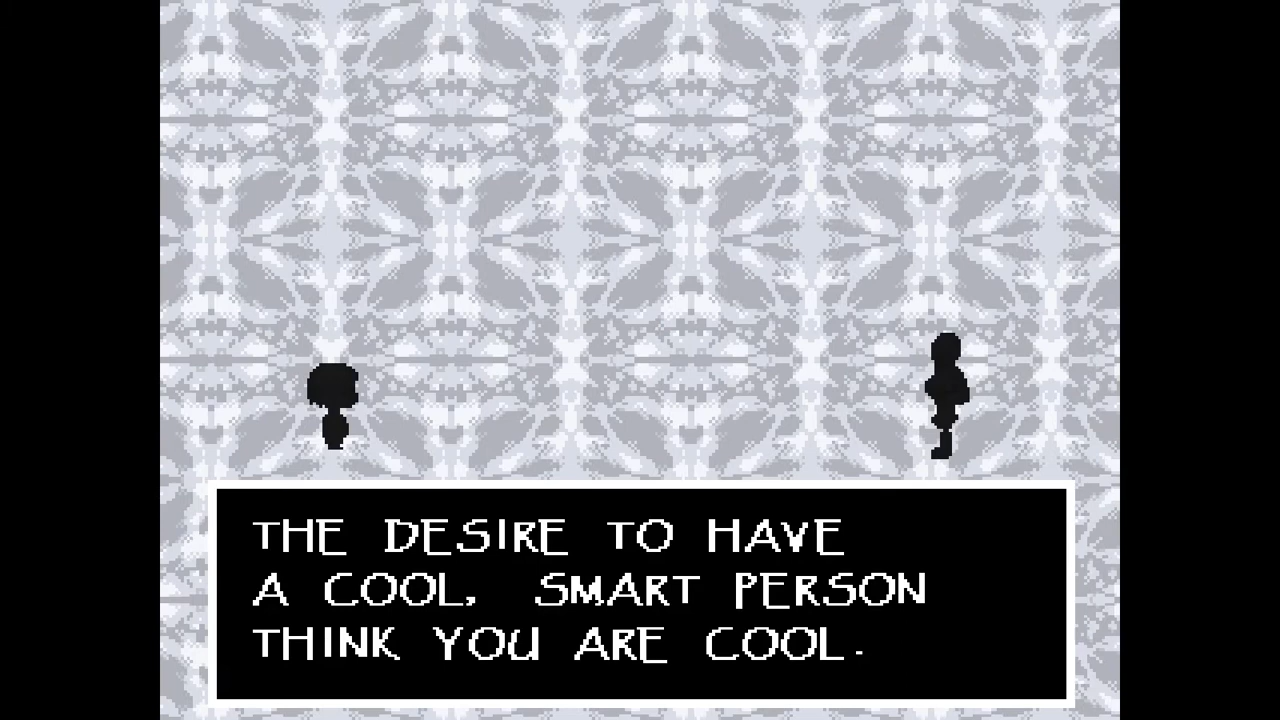 THE DESIRE TO HAVE
A COOL, SMART PERSON
THINK YOU ARE COOL.